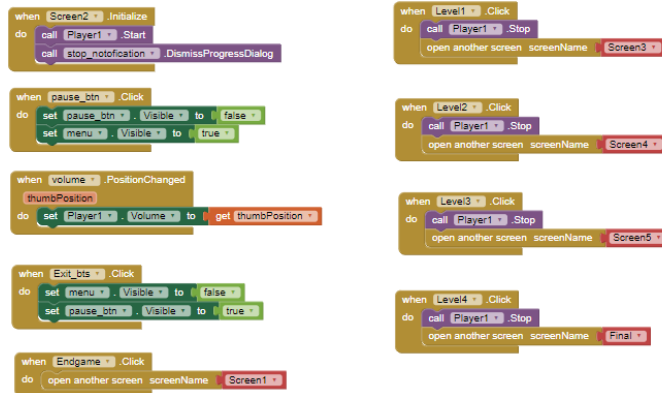 when Screen2 .Initialize
do call Player1 .Start
call stop_notofication .DismissProgressDialog
when pause_btn .Click
do set pause_btn . Visible to false
set menu . Visible to true
when volume .PositionChanged
thumbPosition
do set Player1 . Volume to get thumbPosition
when Exit_bts .Click
do set menu . Visible to false
set pause_btn . Visible to true
when Endgame .Click
do open another screen screenName Screen1
when Level1 .Click
do call Player1 .Stop
open another screen screenName Screen3
when Level2 .Click
do call Player1 .Stop
open another screen screenName Screen4
when Level3 .Click
do call Player1 .Stop
open another screen screenName Screen5
when Level4 .Click
do call Player1 .Stop
open another screen screenName Final